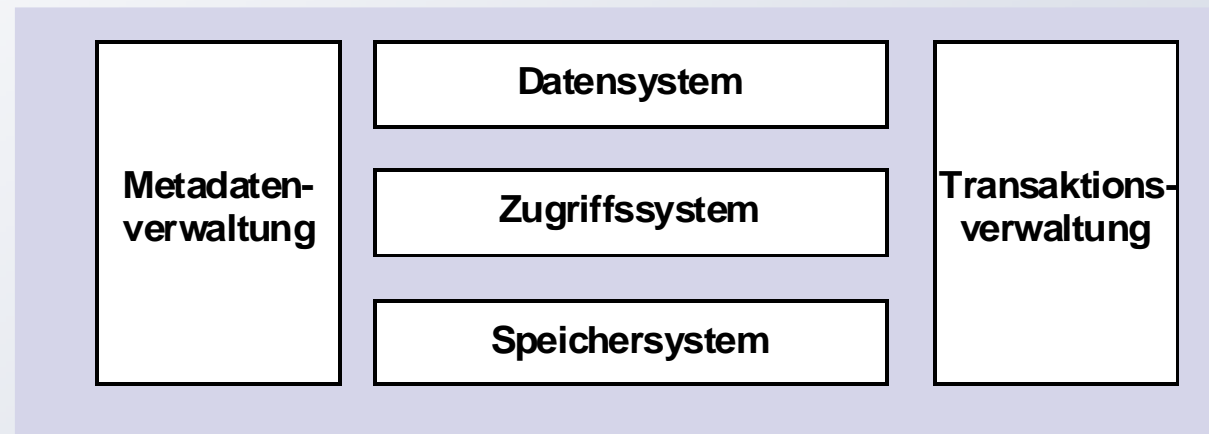 Metadaten-
verwaltung
Datensystem
Zugriffssystem
Speichersystem
Transaktions-
verwaltung